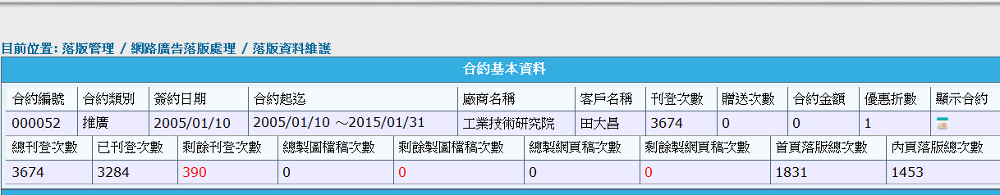 目前位置: 落版管理 / 網路廣告落版處理 / 落版資料維護
合約基本資料
合約編號 合約類別 簽約日期 合約起迄 廠商名稱 客戶名稱 刊登次數 贈送次數 合約金額 優惠折數 顯示合約
000052 推廣 2005/01/10 2005/01/10 ～2015/01/31 工業技術研究院 田大昌 3674 0 0 1
總刊登次數 已刊登次數 剩餘刊登次數 總製圖檔稿次數 剩餘製圖檔稿次數 總製網頁稿次數 剩餘製網頁稿次數 首頁落版總次數 內頁落版總次數
3674 3284 390 0 0 0 0 1831 1453